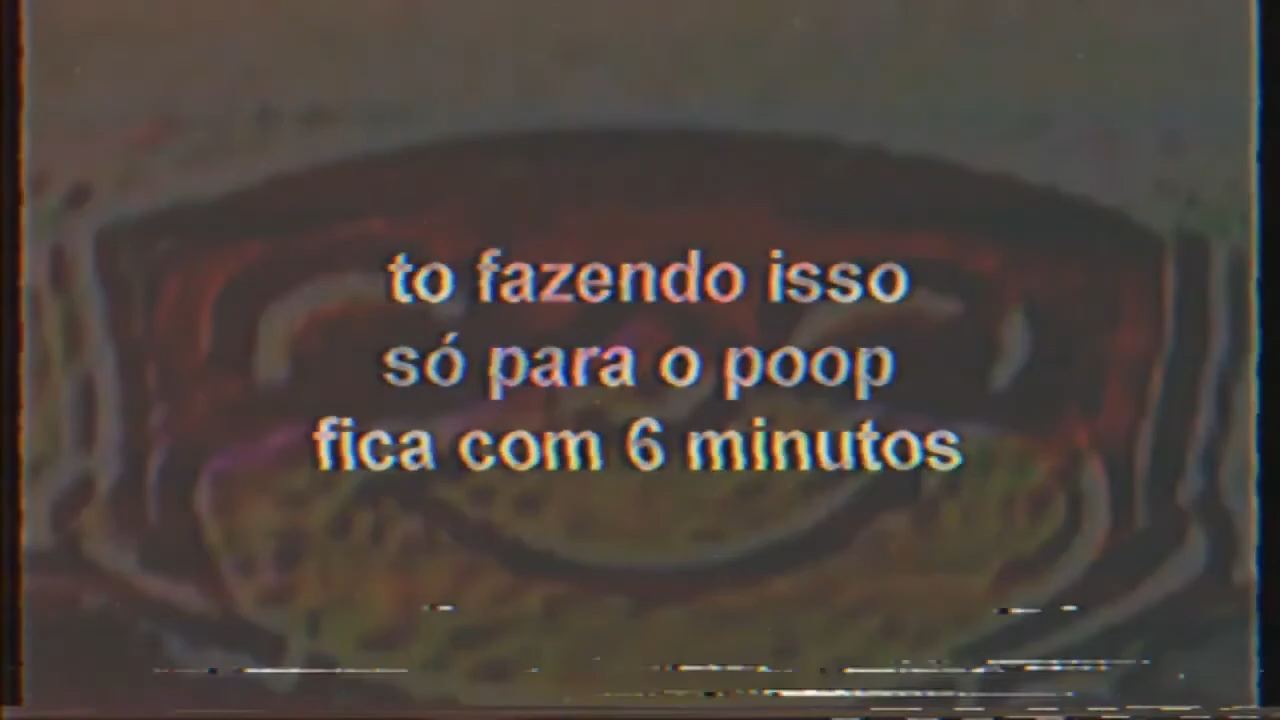 to fazendo isso
só para o poop
fica com 6 minutos